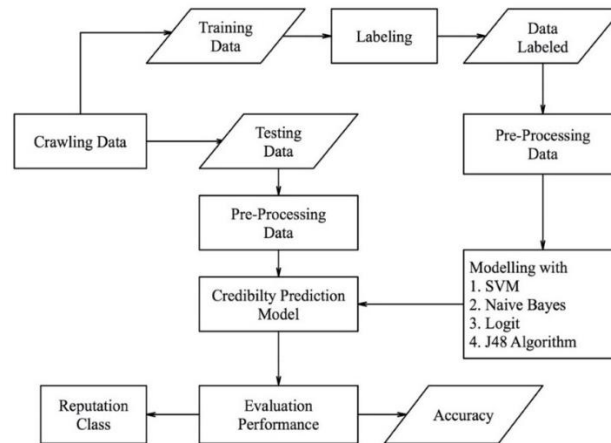 Training
Data
Labeling
Data
Labeled
Crawling Data
Testing
Data
Pre-Processing
Data
Pre-Processing
Data
Credibilty Prediction
Model
Modelling with
1. SVM
2. Naive Bayes
3. Logit
4. J48 Algorithm
Reputation
Class
Evaluation
Performance
Accuracy